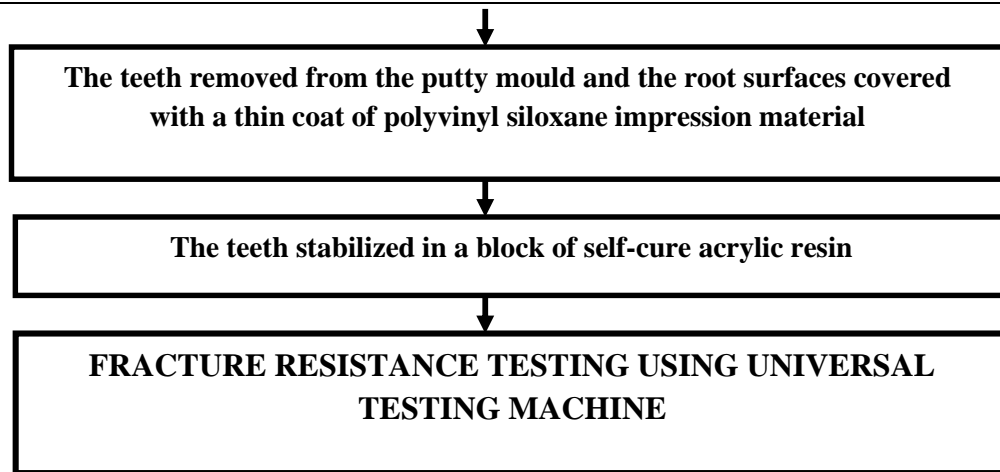 The teeth removed from the putty mould and the root surfaces covered
with a thin coat of polyvinyl siloxane impression material
The teeth stabilized in a block of self-cure acrylic resin
FRACTURE RESISTANCE TESTING USING UNIVERSAL
TESTING MACHINE